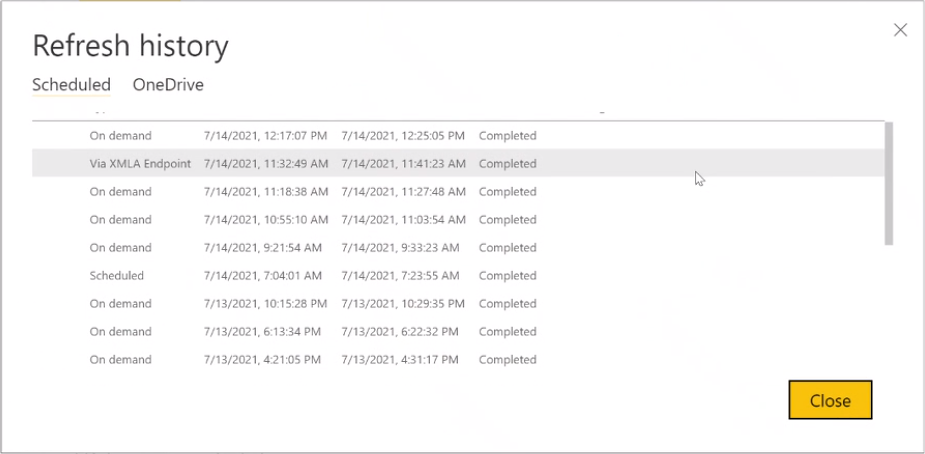 Refresh history
Scheduled OneDrive
On demand 7/14/2021, 12:17:07 PM 7/14/2021, 12:25:05 PM Completed
Via XMLA Endpoint 7/14/2021, 11:32:49 AM 7/14/2021, 11:41:23 AM Completed
On demand 7/14/2021, 11:18:38 AM 7/14/2021, 11:27:48 AM Completed
On demand 7/14/2021, 10:55:10 AM 7/14/2021, 11:03:54 AM Completed
On demand 7/14/2021, 9:21:54 AM 7/14/2021, 9:33:23 AM Completed
Scheduled 7/14/2021, 7:04:01 AM 7/14/2021, 7:23:55 AM Completed
On demand 7/13/2021, 10:15:28 PM 7/13/2021, 10:29:35 PM Completed
On demand 7/13/2021, 6:13:34 PM 7/13/2021, 6:22:32 PM Completed
On demand 7/13/2021, 4:21:05 PM 7/13/2021, 4:31:17 PM Completed
Close